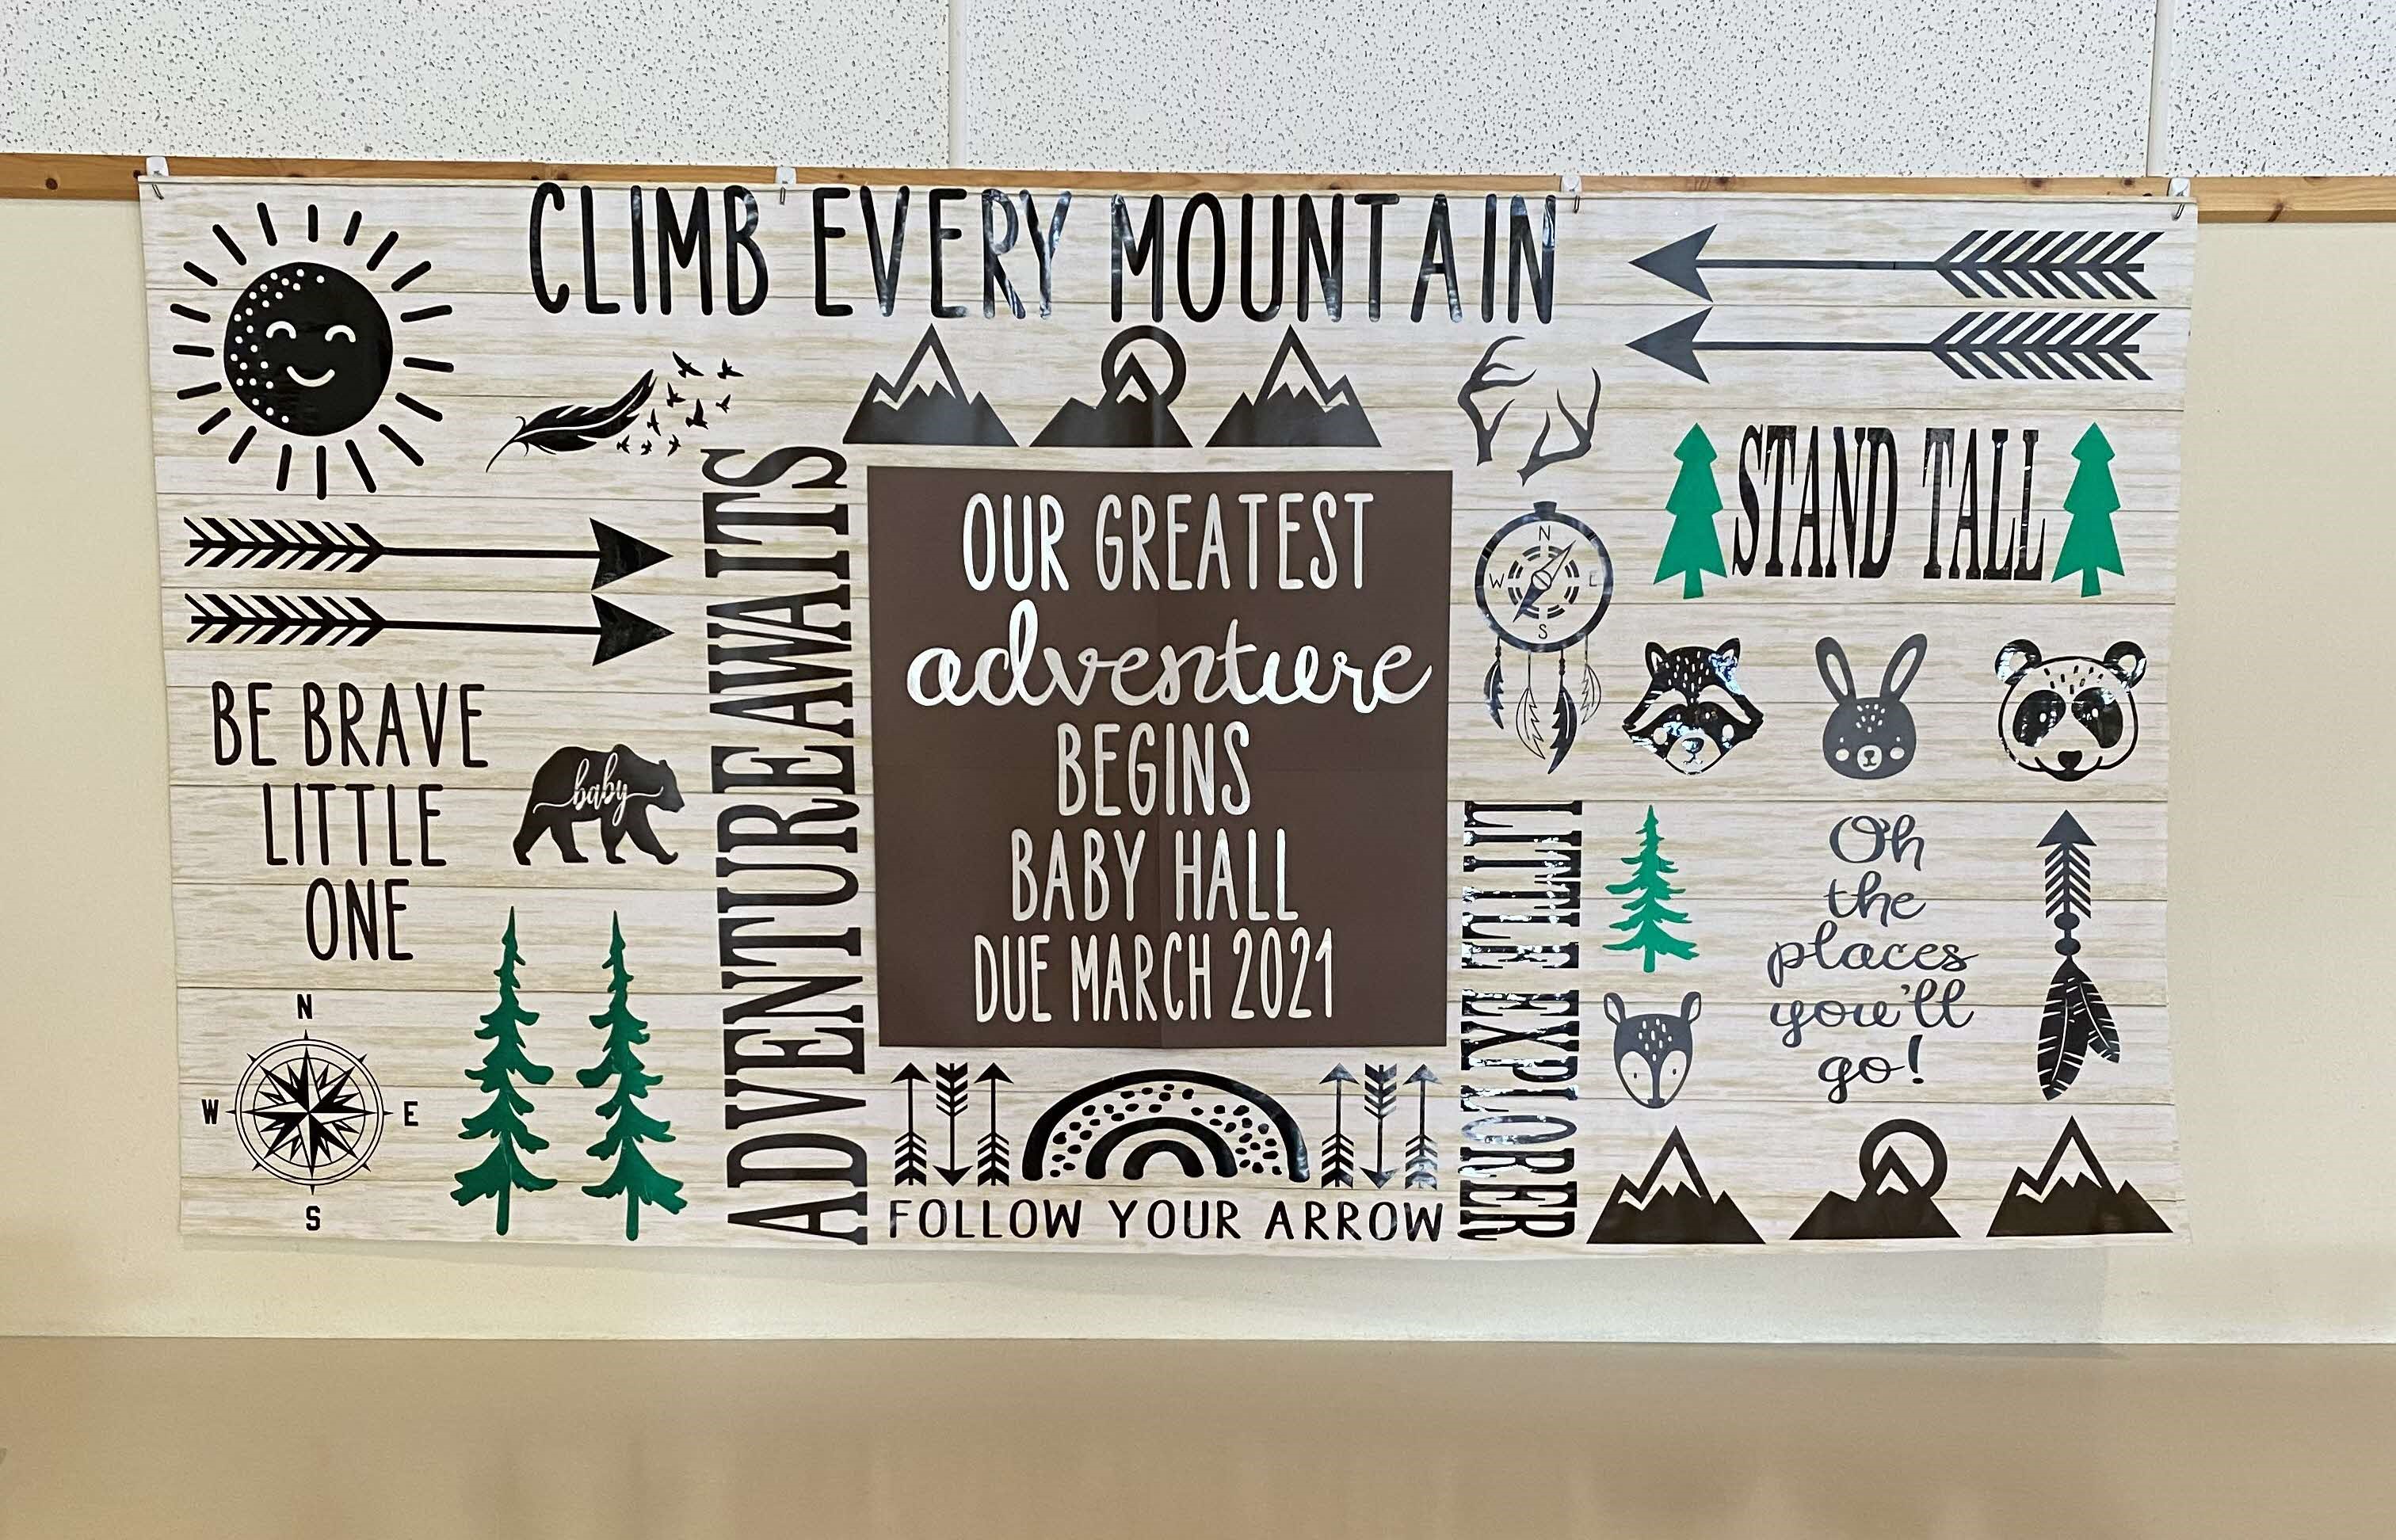 CLIMB EVERY MOUNTAIN
STAND TALL
ADVENTURE AWAITS
OUR GREATEST
adventure
BEGINS
BABY HALL
DUE MARCH 2021
N
W E
S
BE BRAVE
LITTLE
ONE
baby
LITTLE EXPLORER
Oh
the
places
you'll
go!
N
W E
S
FOLLOW YOUR ARROW